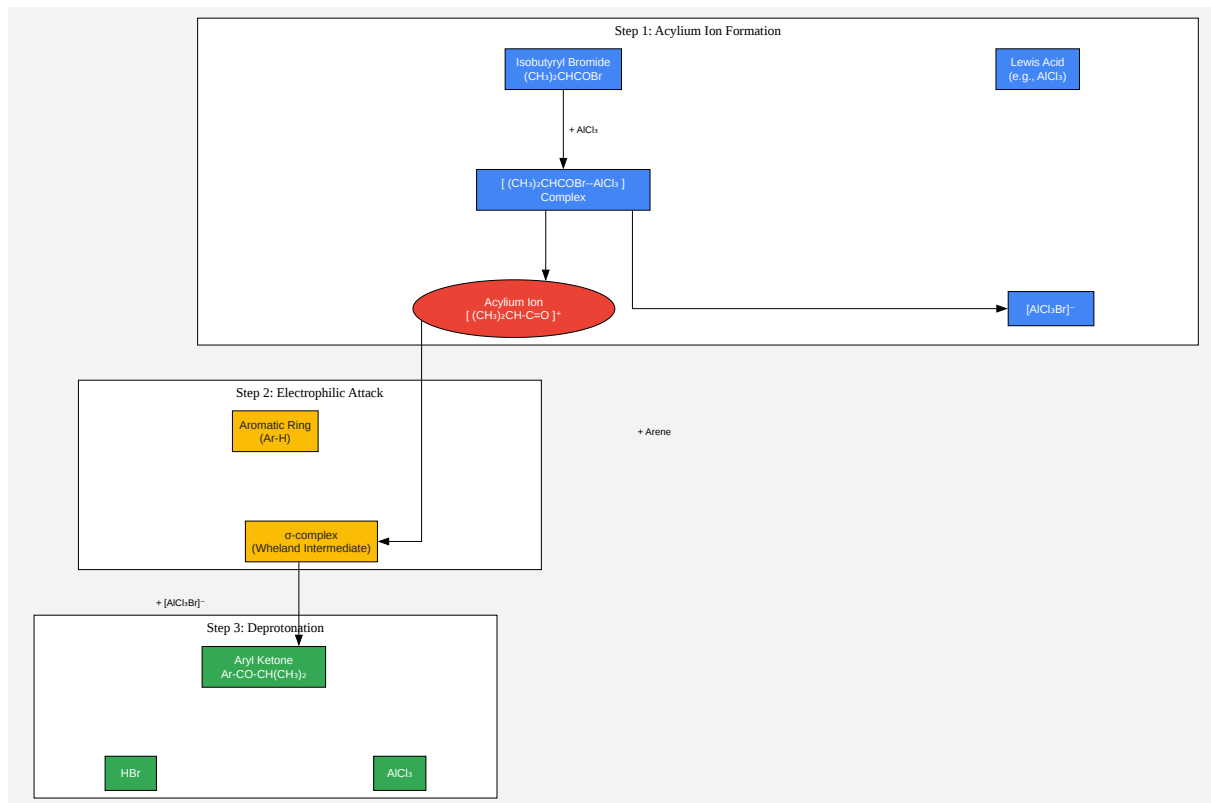 Step 1: Acylium Ion Formation
Isobutyryl Bromide
(CH₃)₂CHCOBr
Lewis Acid
(e.g., AlCl₃)
+ AlCl₃
[ (CH₃)₂CHCOBr--AlCl₃ ]
Complex
Acylium Ion
[ (CH₃)₂CH-C=O ]⁺
[AlCl₃Br]⁻
Step 2: Electrophilic Attack
Aromatic Ring
(Ar-H)
+ Arene
σ-complex
(Wheland Intermediate)
+ [AlCl₃Br]⁻
Step 3: Deprotonation
Aryl Ketone
Ar-CO-CH(CH₃)₂
HBr
AlCl₃